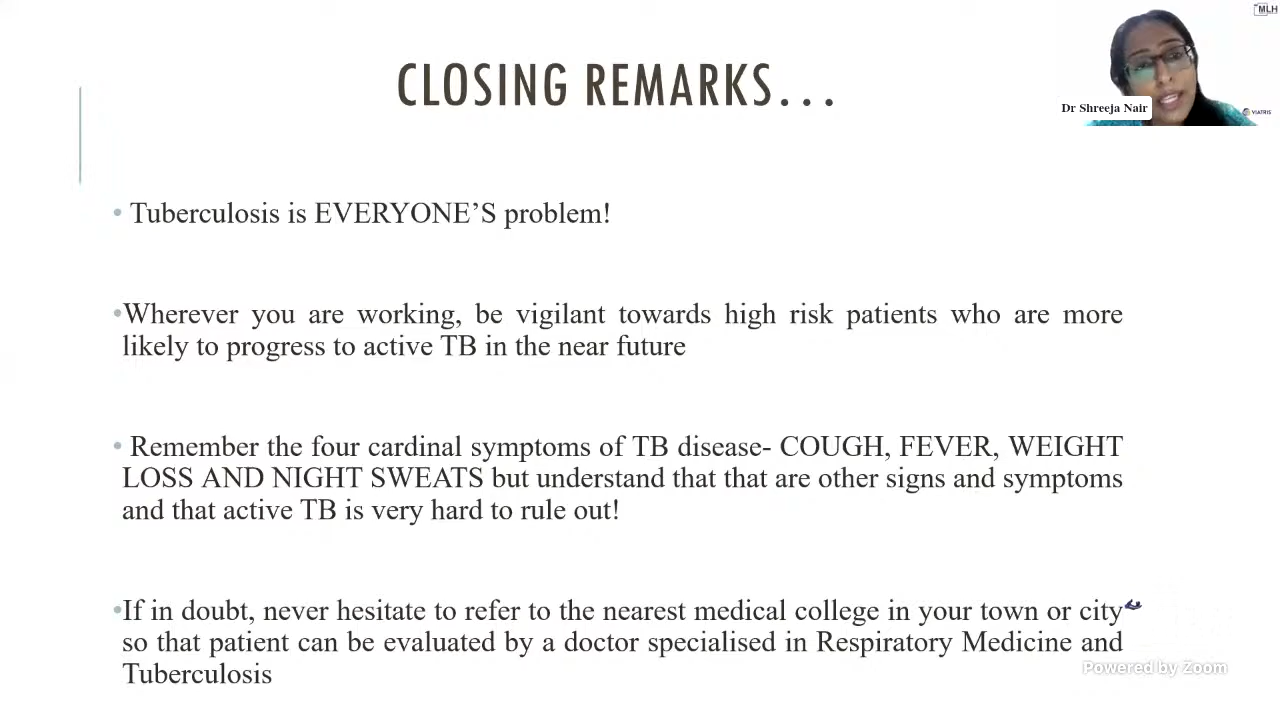 MLH
CLOSING REMARKS...
Dr Shreeja Nair
VIATRIS
• Tuberculosis is EVERYONE’S problem!
•Wherever you are working, be vigilant towards high risk patients who are more
likely to progress to active TB in the near future
• Remember the four cardinal symptoms of TB disease- COUGH, FEVER, WEIGHT
LOSS AND NIGHT SWEATS but understand that that are other signs and symptoms
and that active TB is very hard to rule out!
•If in doubt, never hesitate to refer to the nearest medical college in your town or city
so that patient can be evaluated by a doctor specialised in Respiratory Medicine and
Tuberculosis
Powered by Zoom